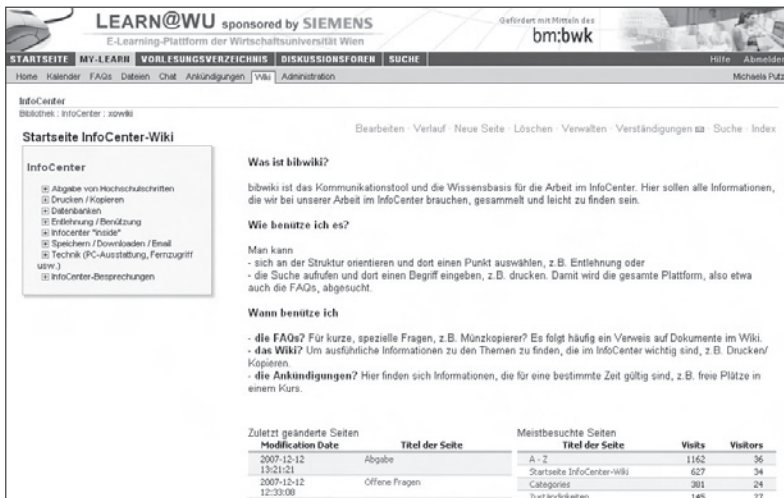 LEARN@WU sponsored by SIEMENS
E-Learning-Plattform der Wirtschaftsuniversität Wien
Gefördert mit Mitteln des
bm:bwk
STARTSEITE MY-LEARN VORLESUNGSVERZEICHNIS DISKUSSIONSFOREN SUCHE Hilfe Abmelden
Home Kalender FAQs Dateien Chat Ankündigungen Wiki Administration Michaela Putz
InfoCenter
Bibliothek : InfoCenter : xowiki
Bearbeiten · Verlauf · Neue Seite · Löschen · Verwalten · Verständigungen · Suche · Index
Startseite InfoCenter-Wiki
InfoCenter
Abgabe von Hochschulschriften
Drucken / Kopieren
Datenbanken
Entlehnung / Benützung
Infocenter "inside"
Speichern / Downloaden / Email
Technik (PC-Ausstattung, Fernzugriff
usw.)
InfoCenter-Besprechungen
Was ist bibwiki?
bibwiki ist das Kommunikationstool und die Wissensbasis für die Arbeit im InfoCenter. Hier sollen alle Informationen,
die wir bei unserer Arbeit im InfoCenter brauchen, gesammelt und leicht zu finden sein.
Wie benütze ich es?
Man kann
- sich an der Struktur orientieren und dort einen Punkt auswählen, z.B. Entlehnung oder
- die Suche aufrufen und dort einen Begriff eingeben, z.B. drucken. Damit wird die gesamte Plattform, also etwa
auch die FAQs, abgesucht.
Wann benütze ich
- die FAQs? Für kurze, spezielle Fragen, z.B. Münzkopierer? Es folgt häufig ein Verweis auf Dokumente im Wiki.
- das Wiki? Um ausführliche Informationen zu den Themen zu finden, die im InfoCenter wichtig sind, z.B. Drucken/
Kopieren.
- die Ankündigungen? Hier finden sich Informationen, die für eine bestimmte Zeit gültig sind, z.B. freie Plätze in
einem Kurs.
Zuletzt geänderte Seiten
Modification Date Titel der Seite
2007-12-12
13:21:21 Abgabe
2007-12-12
12:33:08 Offene Fragen
Meistbesuchte Seiten
Titel der Seite Visits Visitors
A - Z 1162 36
Startseite InfoCenter-Wiki 627 34
Categories 301 24
Zuständigkeiten 145 27